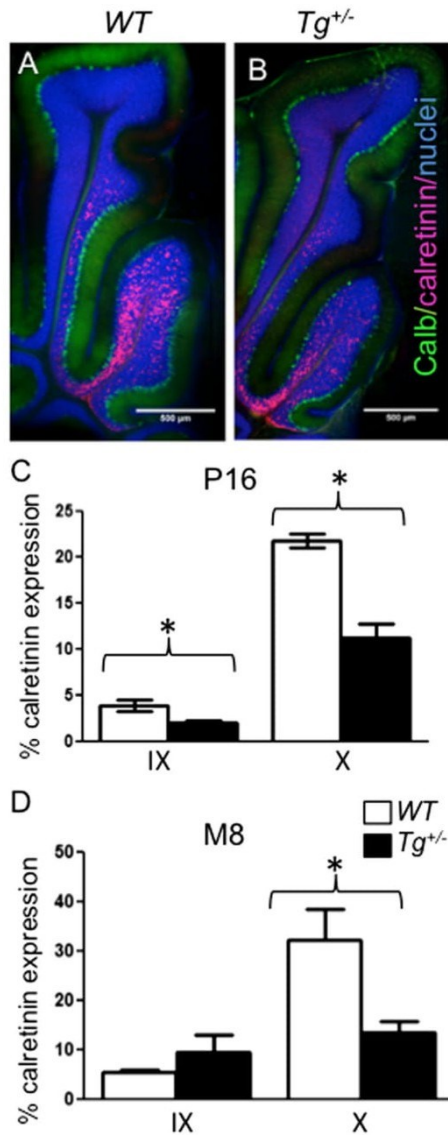 WT Tg+/-
A B
Calb/calretinin/nuclei
500 µm 500 µm
C P16
% calretinin expression
25
20
15
10
5
0
* *
IX X
D M8
WT
Tg+/-
% calretinin expression
50
40
30
20
10
0
*
IX X